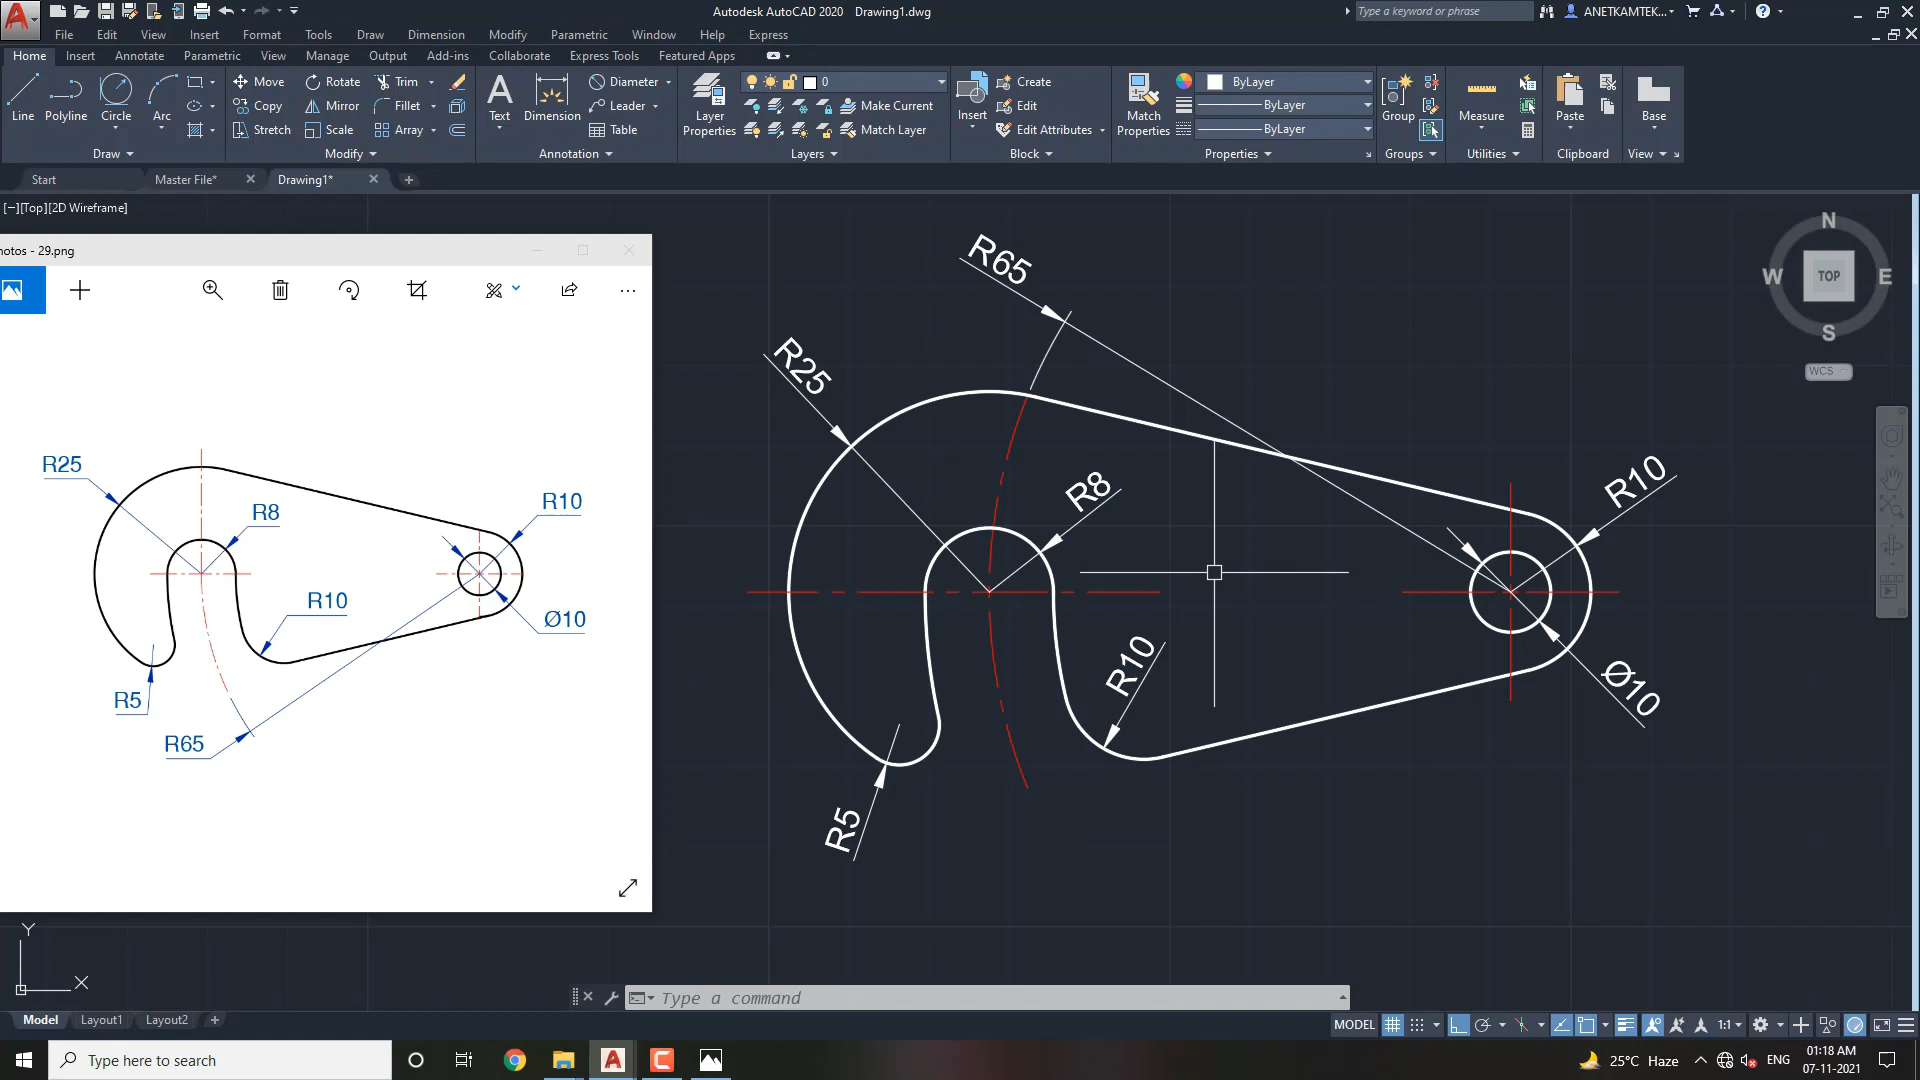 Autodesk AutoCAD 2020 Drawing1.dwg
Type a keyword or phrase
ANETKAMTEK...
File Edit View Insert Format Tools Draw Dimension Modify Parametric Window Help Express
Home Insert Annotate Parametric View Manage Output Add-ins Collaborate Express Tools Featured Apps
Line
Polyline
Circle
Arc
Move
Rotate
Trim
Copy
Mirror
Fillet
Stretch
Scale
Array
Text
Dimension
Diameter
Leader
Table
Layer
Properties
0
Make Current
Match Layer
Insert
Create
Edit
Edit Attributes
Match
Properties
ByLayer
ByLayer
ByLayer
Group
Measure
Paste
Base
Draw Modify Annotation Layers Block Properties Groups Utilities Clipboard View
Start Master File* Drawing1*
[−][Top][2D Wireframe]
hotos - 29.png
R25
R8
R10
R10
Ø10
R5
R65
R65
R25
R8
R10
R10
Ø10
R5
N
W TOP E
S
WCS
Y
X
Type a command
Model Layout1 Layout2
MODEL
1:1
Type here to search
25°C Haze
ENG
01:18 AM
07-11-2021